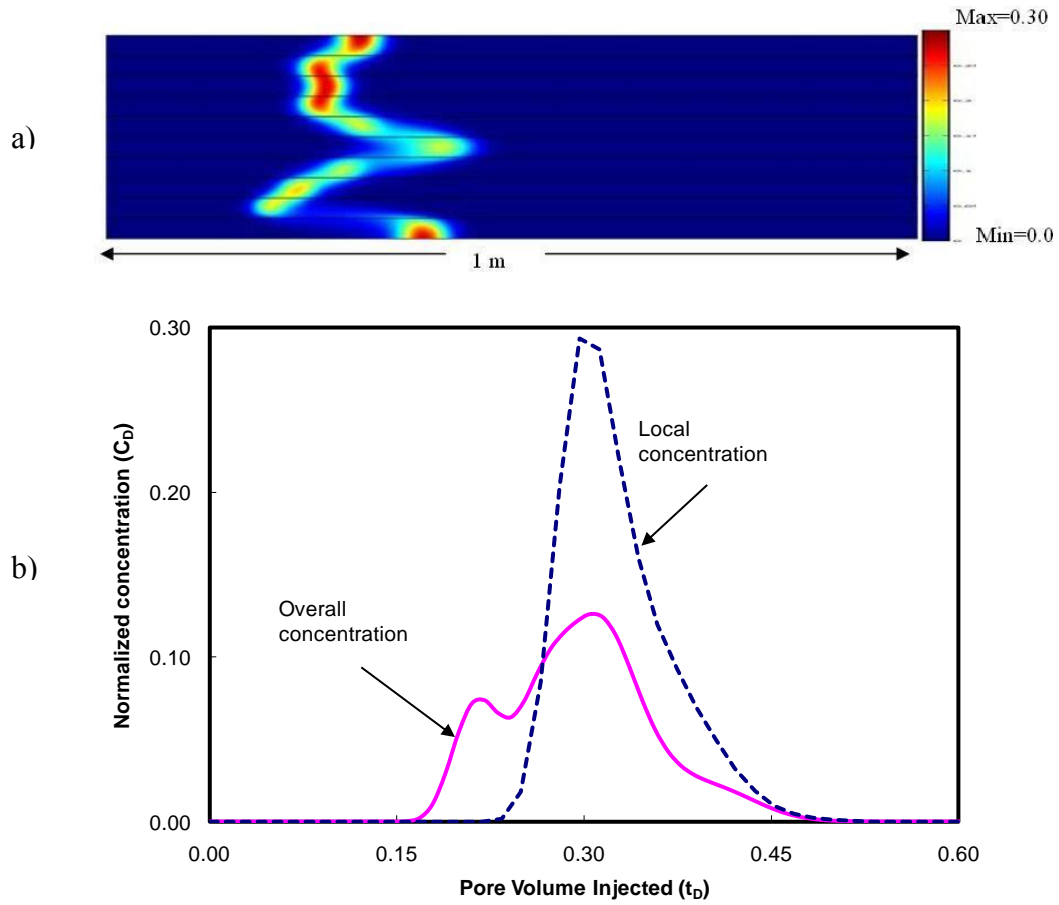 Max=0.30
a)
Min=0.0
1 m
b)
0.30
0.20
0.10
0.00
Normalized concentration (C_D)
Local
concentration
Overall
concentration
0.00 0.15 0.30 0.45 0.60
Pore Volume Injected (t_D)